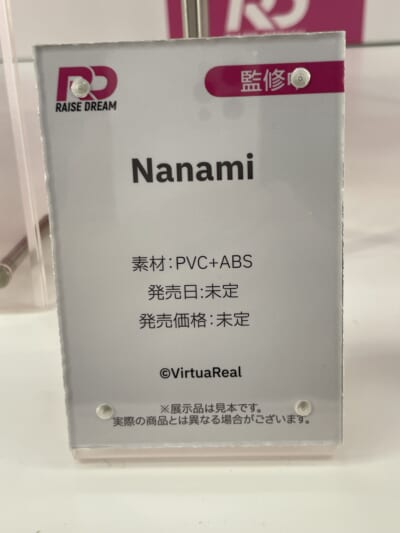 RD
RAISE DREAM
監修中
Nanami
素材:PVC+ABS
発売日:未定
発売価格:未定
©VirtuaReal
※展示品は見本です。
実際の商品とは異なる場合がございます。